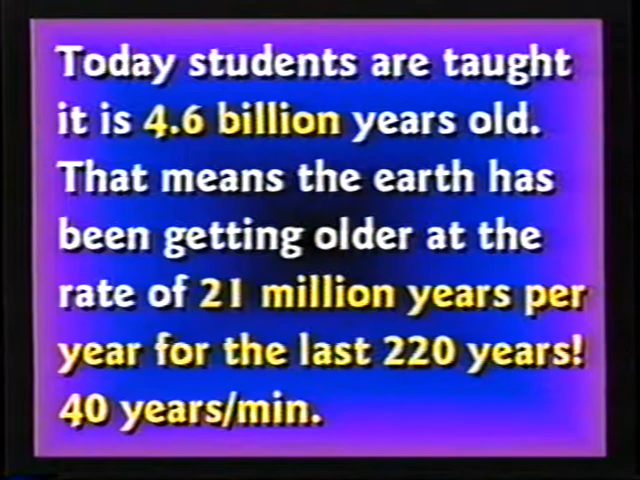 Today students are taught
it is 4.6 billion years old.
That means the earth has
been getting older at the
rate of 21 million years per
year for the last 220 years!
40 years/min.